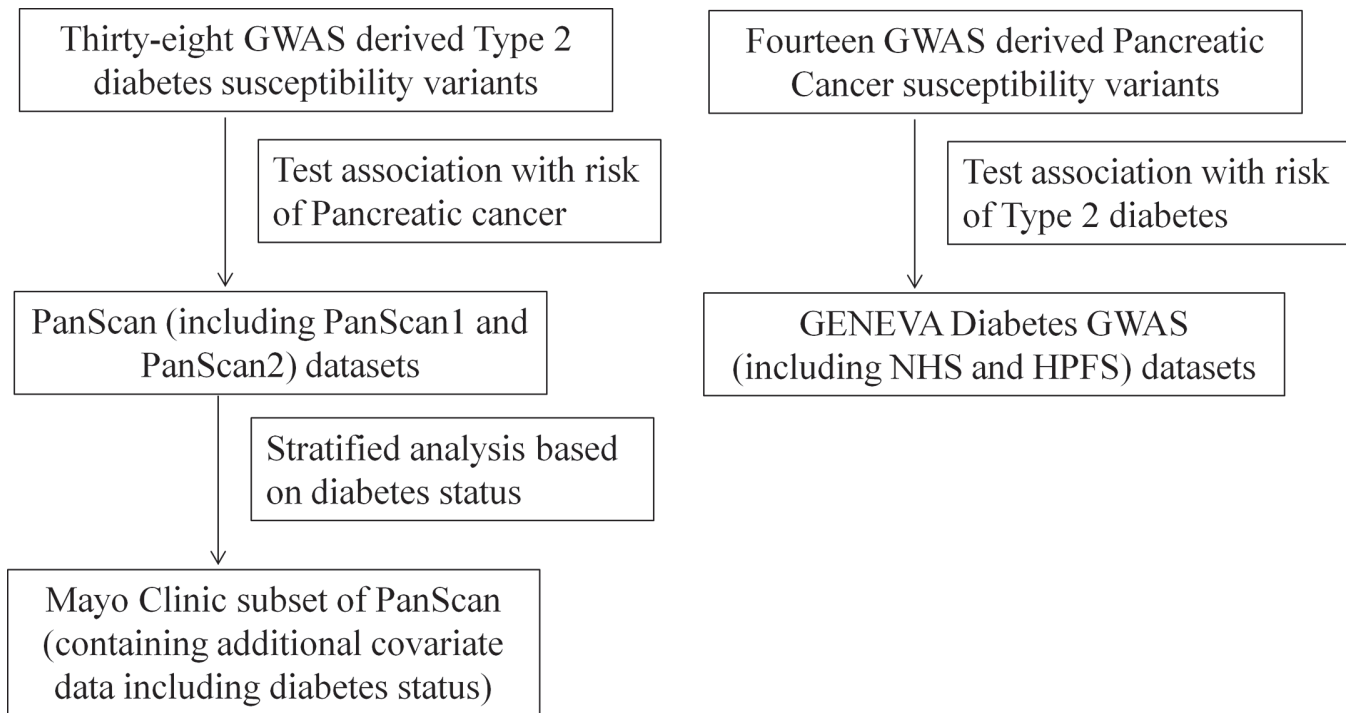 Thirty-eight GWAS derived Type 2
diabetes susceptibility variants
Test association with risk
of Pancreatic cancer
PanScan (including PanScan1 and
PanScan2) datasets
Stratified analysis based
on diabetes status
Mayo Clinic subset of PanScan
(containing additional covariate
data including diabetes status)
Fourteen GWAS derived Pancreatic
Cancer susceptibility variants
Test association with risk
of Type 2 diabetes
GENEVA Diabetes GWAS
(including NHS and HPFS) datasets